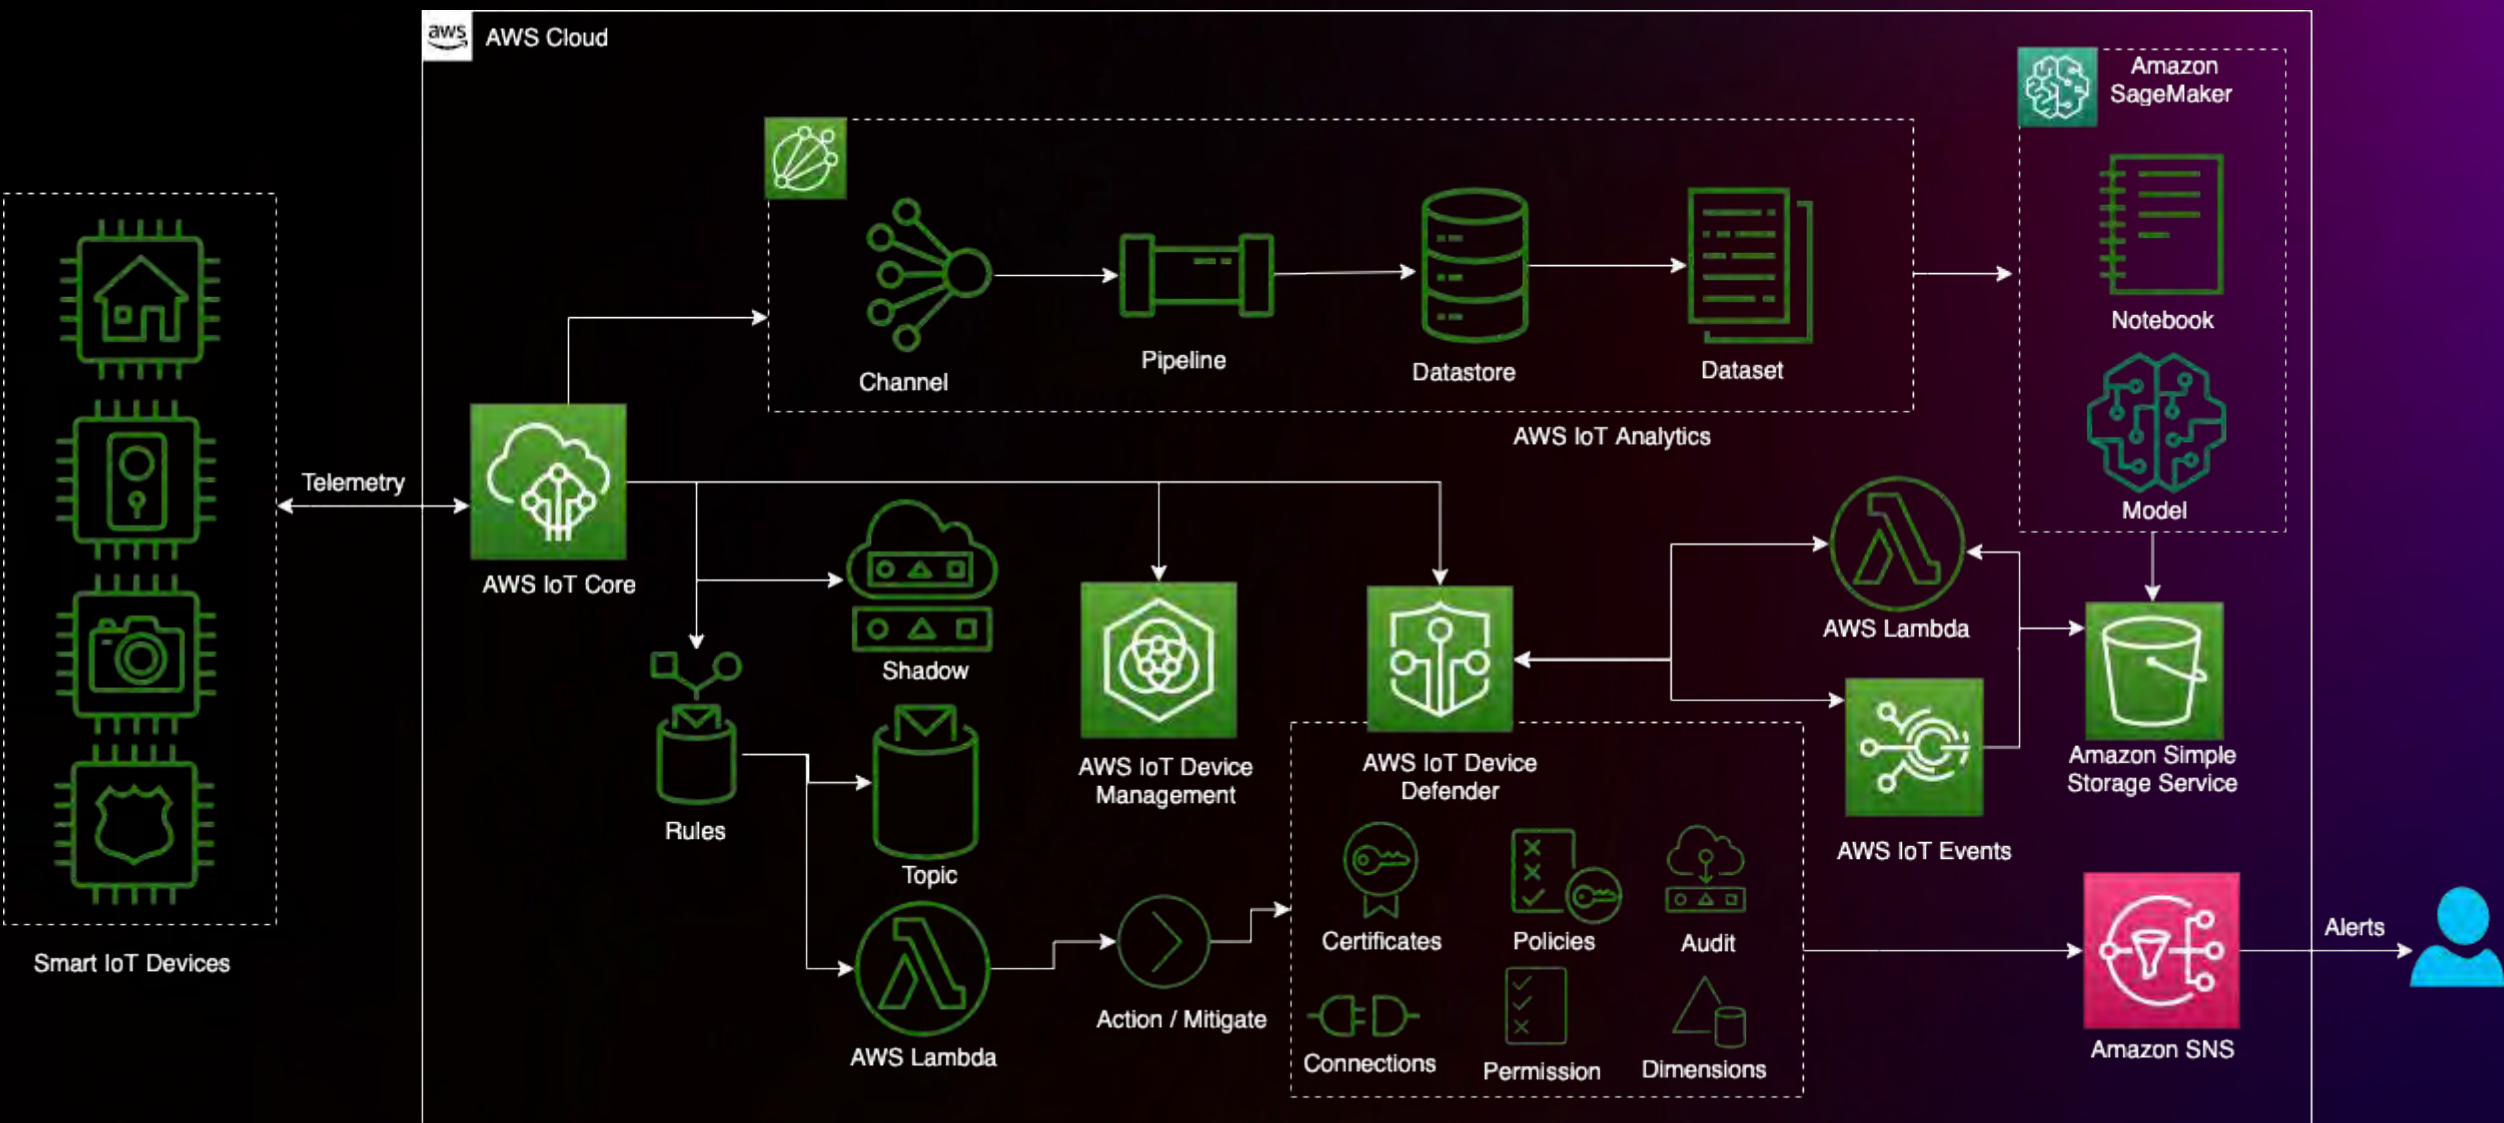 aws
AWS Cloud
Amazon
SageMaker
Notebook
Model
Channel
Pipeline
Datastore
Dataset
AWS IoT Analytics
Telemetry
AWS IoT Core
Shadow
Rules
Topic
AWS IoT Device
Management
AWS IoT Device
Defender
AWS Lambda
AWS IoT Events
Amazon Simple
Storage Service
Smart IoT Devices
AWS Lambda
Action / Mitigate
Certificates
Policies
Audit
Connections
Permission
Dimensions
Amazon SNS
Alerts